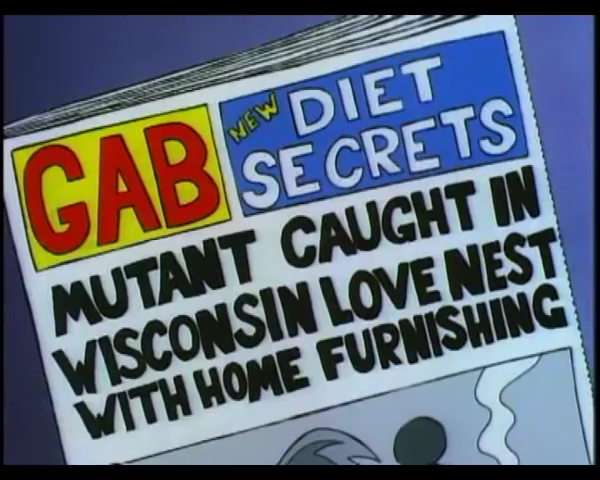 GAB
NEW DIET
SECRETS
MUTANT CAUGHT IN
WISCONSIN LOVE NEST
WITH HOME FURNISHING